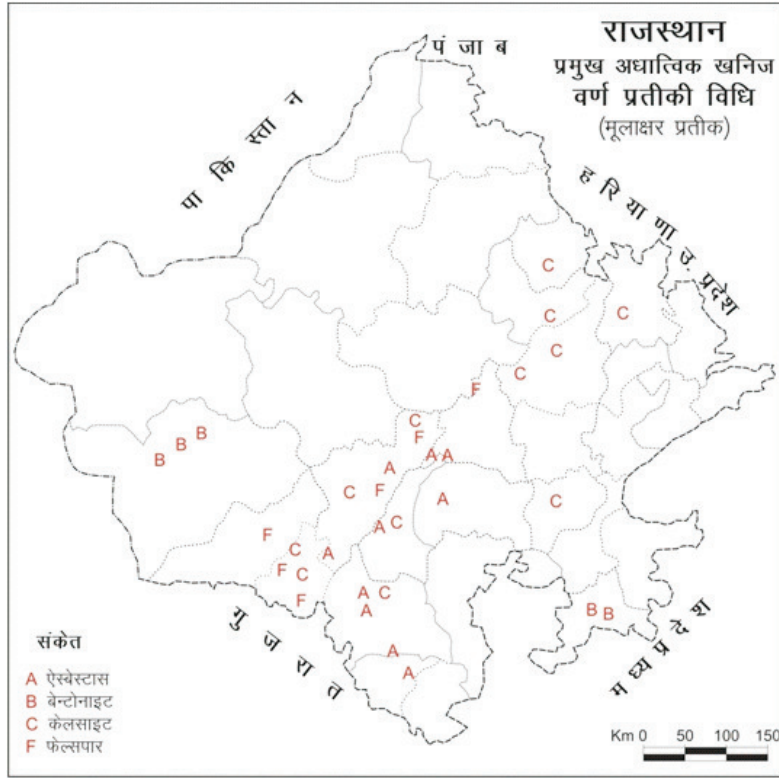 राजस्थान
प्रमुख अधात्विक खनिज
वर्ण प्रतीकी विधि
(मूलाक्षर प्रतीक)
पंजाब
पाकिस्तान
हरियाणा
उ. प्रदेश
C
C
C
C
C
F
C
F
B
B
B
A
A
A
C
F
A
C
A
C
F
C
A
F
C
F
A
C
A
B
B
A
A
गुजरात
मध्य प्रदेश
संकेत
A ऐस्बेस्टास
B बेन्टोनाइट
C केलसाइट
F फेल्सपार
Km 0 50 100 150